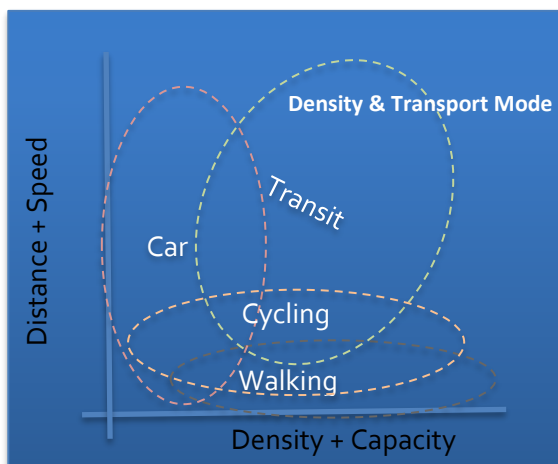 Density & Transport Mode
Transit
Car
Distance + Speed
Cycling
Walking
Density + Capacity